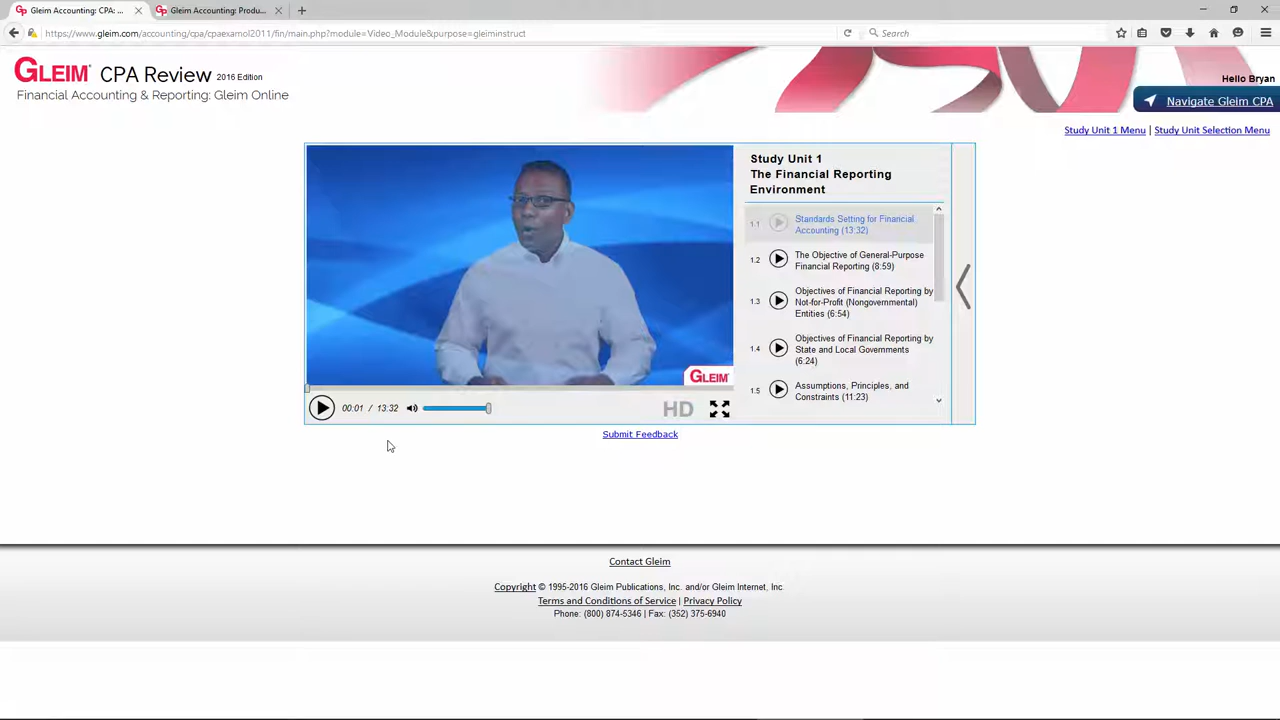 Gleim Accounting: CPA: ...
Gleim Accounting: Produ...
https://www.gleim.com/accounting/cpa/cpaexamol2011/fin/main.php?module=Video_Module&purpose=gleiminstruct
Search
GLEIM CPA Review 2016 Edition
Financial Accounting & Reporting: Gleim Online
Hello Bryan
Navigate Gleim CPA
Study Unit 1 Menu | Study Unit Selection Menu
Study Unit 1
The Financial Reporting
Environment
1.1 Standards Setting for Financial
Accounting (13:32)
1.2 The Objective of General-Purpose
Financial Reporting (8:59)
1.3 Objectives of Financial Reporting by
Not-for-Profit (Nongovernmental)
Entities (6:54)
1.4 Objectives of Financial Reporting by
State and Local Governments
(6:24)
1.5 Assumptions, Principles, and
Constraints (11:23)
GLEIM
00:01 / 13:32
HD
Submit Feedback
Contact Gleim
Copyright © 1995-2016 Gleim Publications, Inc. and/or Gleim Internet, Inc.
Terms and Conditions of Service | Privacy Policy
Phone: (800) 874-5346 | Fax: (352) 375-6940